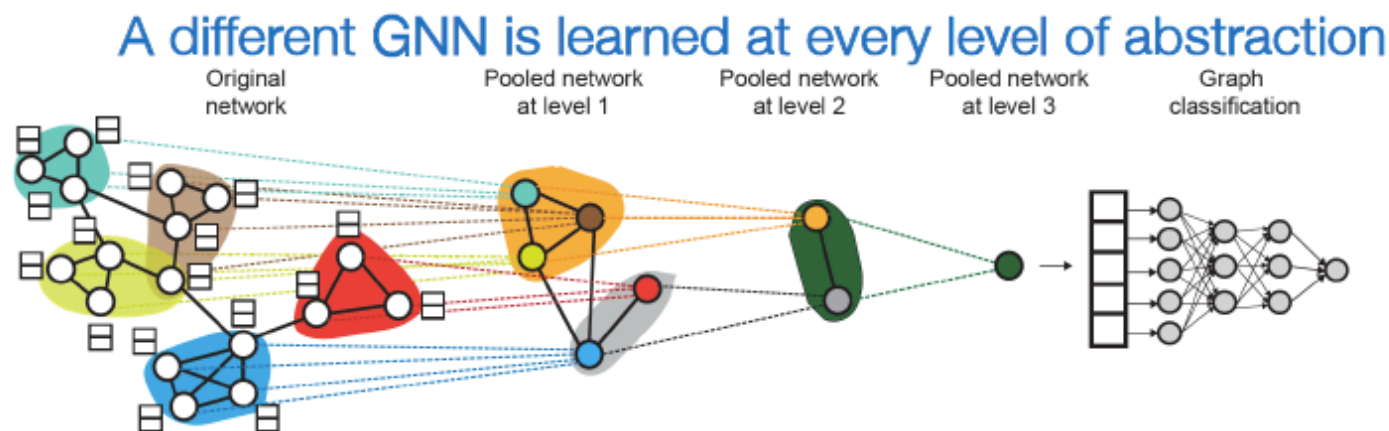 A different GNN is learned at every level of abstraction
Original
network
Pooled network
at level 1
Pooled network
at level 2
Pooled network
at level 3
Graph
classification